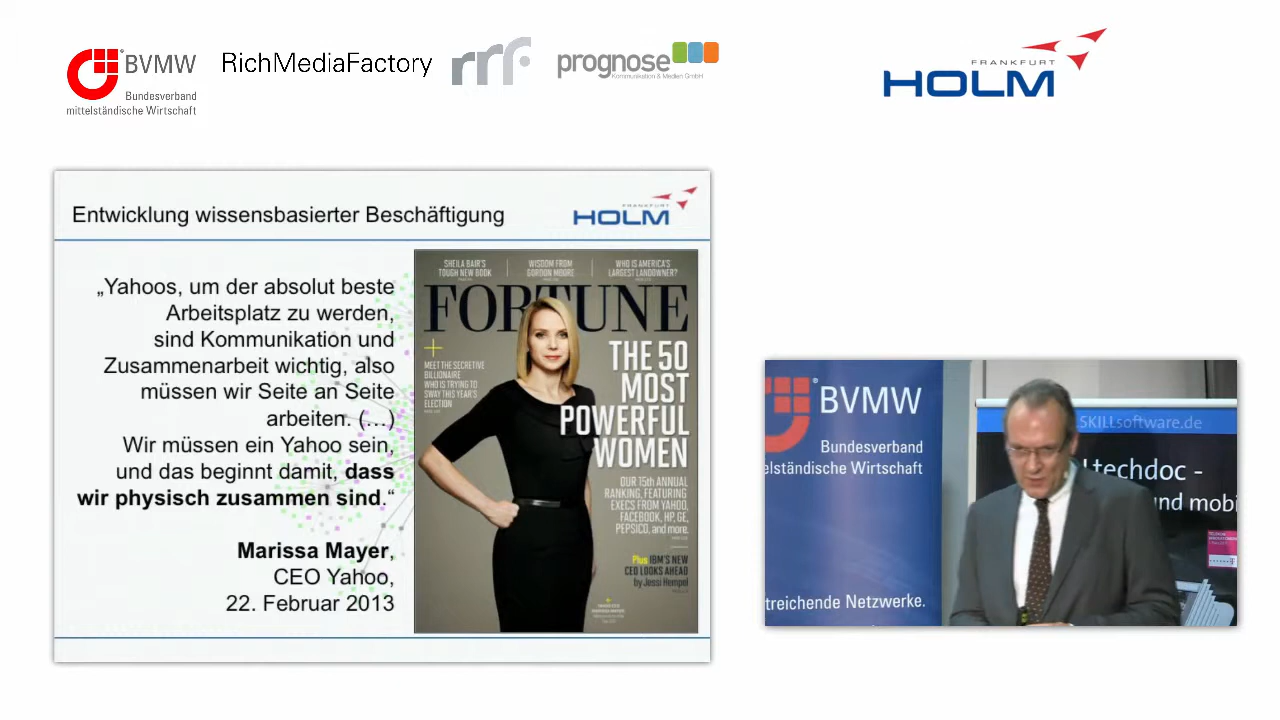 BVMW
Bundesverband
mittelständische Wirtschaft
RichMediaFactory
rrf
prognose
Kommunikation & Medien GmbH
FRANKFURT
HOLM
Entwicklung wissensbasierter Beschäftigung
FRANKFURT
HOLM
„Yahoos, um der absolut beste
Arbeitsplatz zu werden,
sind Kommunikation und
Zusammenarbeit wichtig, also
müssen wir Seite an Seite
arbeiten. (…)
Wir müssen ein Yahoo sein,
und das beginnt damit, dass
wir physisch zusammen sind.“
Marissa Mayer,
CEO Yahoo,
22. Februar 2013
SHEILA BAIR'S
TOUGH NEW BOOK
WISDOM FROM
GORDON MOORE
WHO IS AMERICA'S
LARGEST LANDOWNER?
FORTUNE
MEET THE SECRETIVE
BILLIONAIRE
WHO IS TRYING TO
SWAY THIS YEAR'S
ELECTION
THE 50
MOST
POWERFUL
WOMEN
OUR 15th ANNUAL
RANKING, FEATURING
EXECS FROM YAHOO,
FACEBOOK, HP, GE,
PEPSICO, and more.
Plus IBM'S NEW
CEO LOOKS AHEAD
by Jessi Hempel
BVMW
Bundesverband
elständische Wirtschaft
treichende Netzwerke.
SKILLsoftware.de
techdoc -
nd mobi